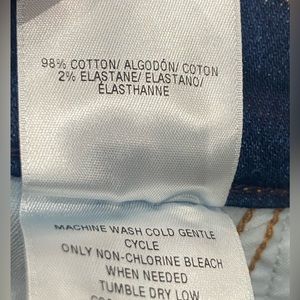 98% COTTON/ ALGODÓN/ COTON
2% ELASTANE/ ELASTANO/
ÉLASTHANNE
MACHINE WASH COLD GENTLE
CYCLE
ONLY NON-CHLORINE BLEACH
WHEN NEEDED
TUMBLE DRY LOW